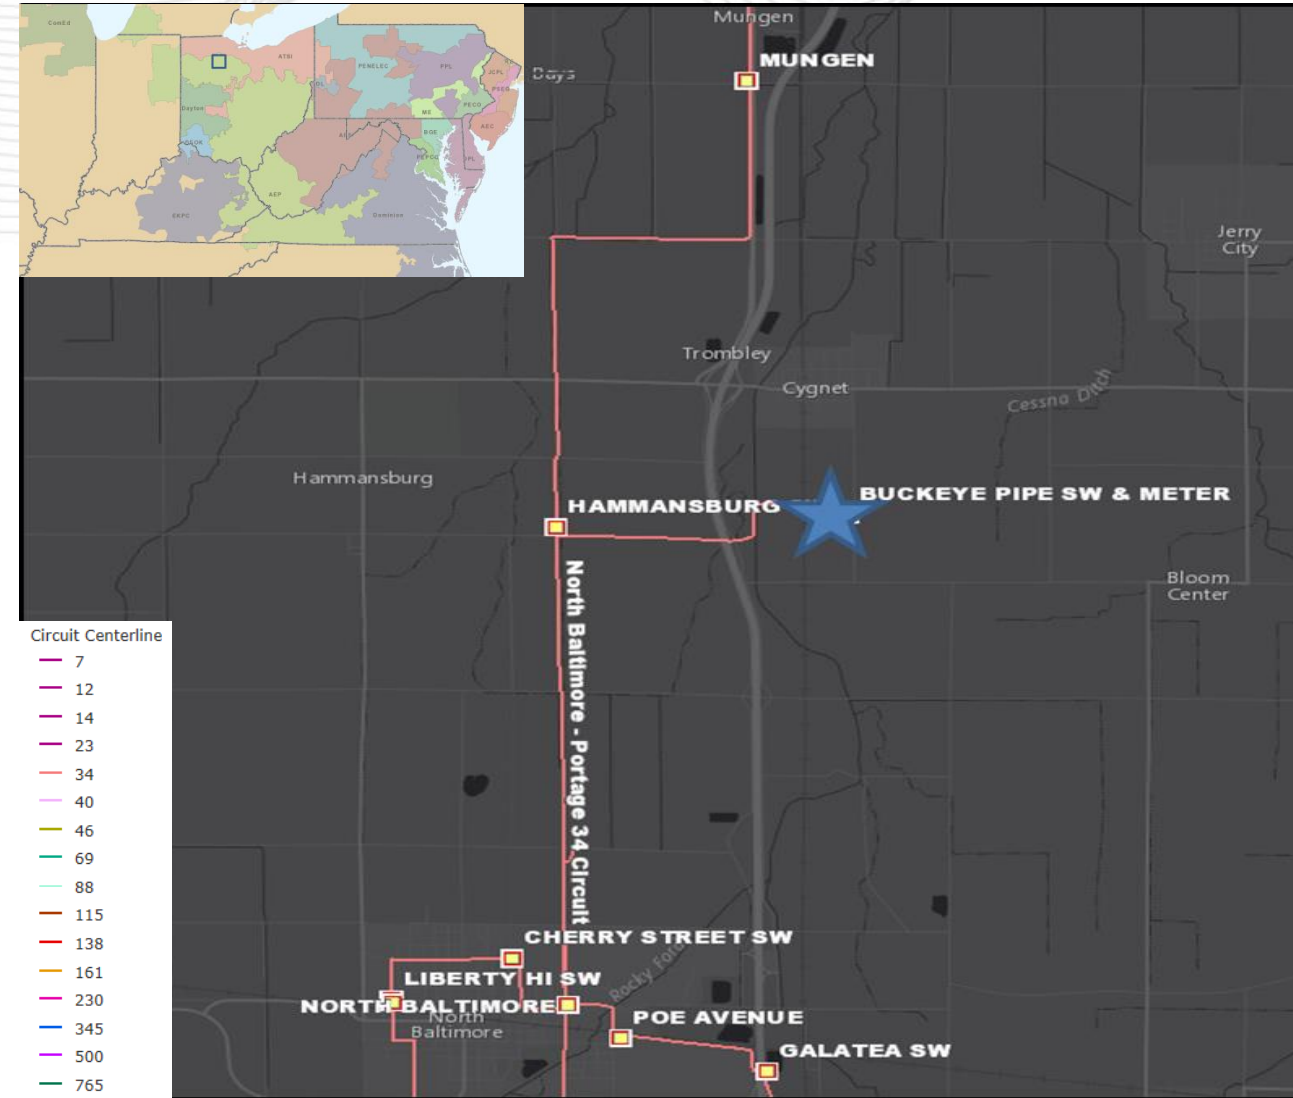 ComEd
ATSI
PENELEC
PPL
JCPL
PSEG
Dayton
ME
PECO
AEC
BGE
PEPCO
DPL
AEP
EKPC
Dominion
Mungen
MUNGEN
Bays
Jerry
City
Trombley
Cygnet
Cessna Ditch
Hammansburg
HAMMANSBURG
BUCKEYE PIPE SW & METER
Bloom
Center
North Baltimore - Portage 34 Circuit
Circuit Centerline
7
12
14
23
34
40
46
69
88
115
138
161
230
345
500
765
CHERRY STREET SW
LIBERTY HI SW
Rocky Ford
NORTH BALTIMORE
North
Baltimore
POE AVENUE
GALATEA SW